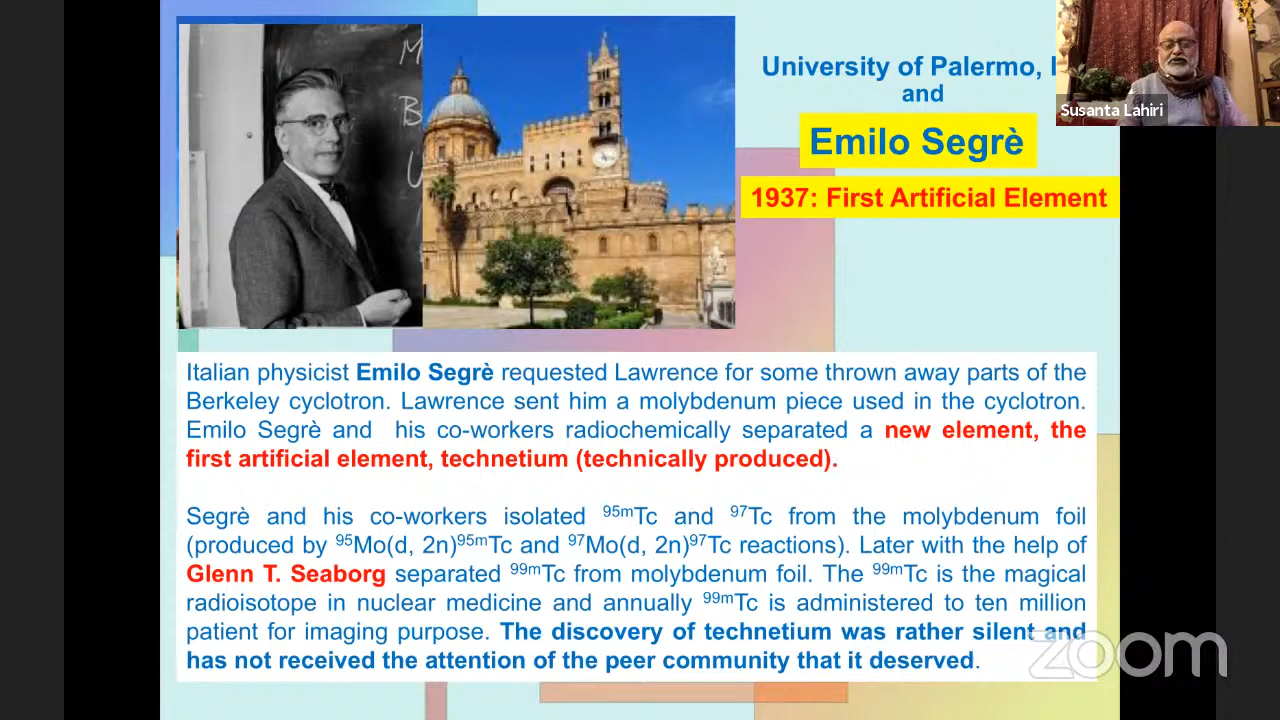 University of Palermo,
and
Susanta Lahiri
Emilo Segrè
1937: First Artificial Element
Italian physicist Emilo Segrè requested Lawrence for some thrown away parts of the
Berkeley cyclotron. Lawrence sent him a molybdenum piece used in the cyclotron.
Emilo Segrè and his co-workers radiochemically separated a new element, the
first artificial element, technetium (technically produced).
Segrè and his co-workers isolated ⁹⁵ᵐTc and ⁹⁷Tc from the molybdenum foil
(produced by ⁹⁵Mo(d, 2n)⁹⁵ᵐTc and ⁹⁷Mo(d, 2n)⁹⁷Tc reactions). Later with the help of
Glenn T. Seaborg separated ⁹⁹ᵐTc from molybdenum foil. The ⁹⁹ᵐTc is the magical
radioisotope in nuclear medicine and annually ⁹⁹ᵐTc is administered to ten million
patient for imaging purpose. The discovery of technetium was rather silent and
has not received the attention of the peer community that it deserved.
zoom